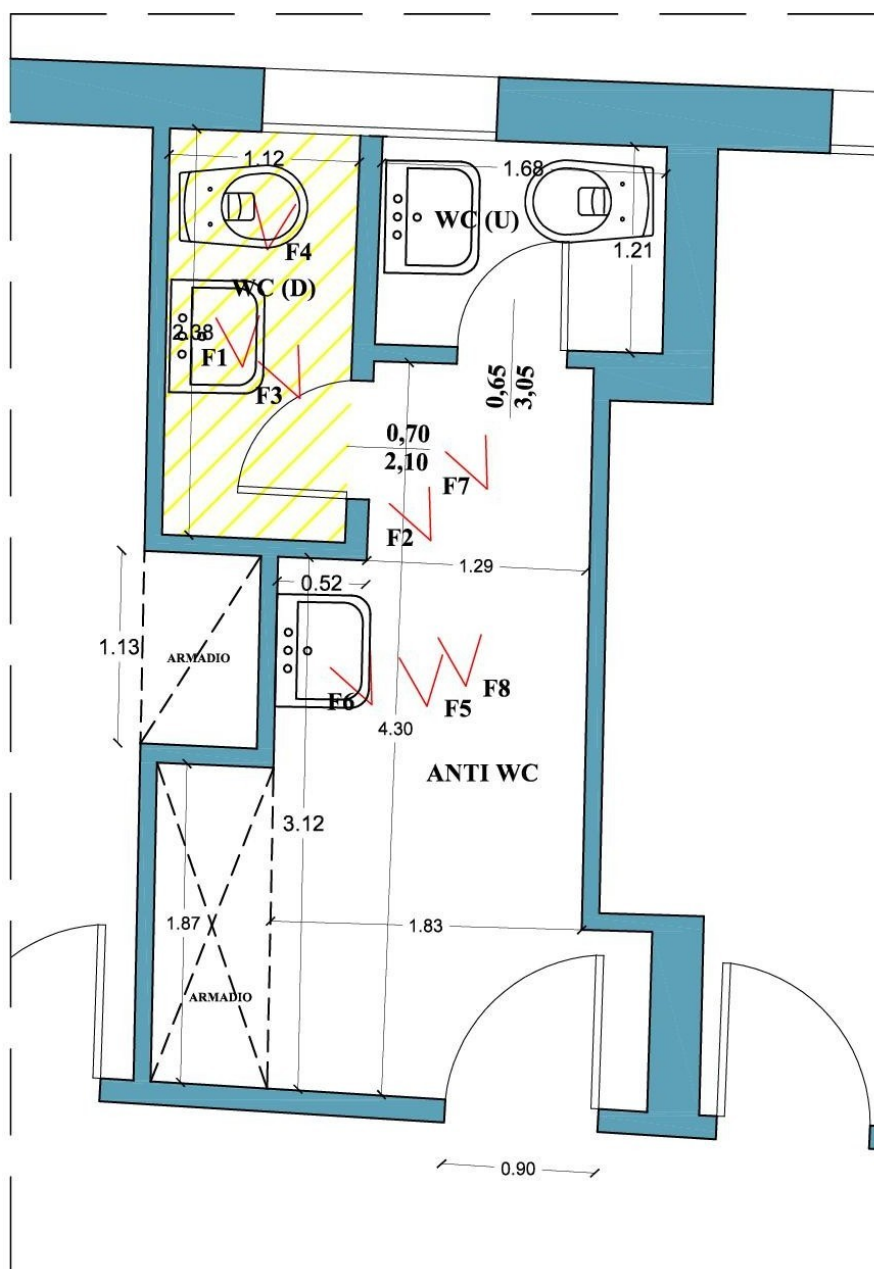 1.12
1.68
WC (U)
F4
1.21
WC (D)
2.38
F1
F3
0,65
3,05
0,70
2,10
F7
F2
1.29
0.52
1.13
ARMADIO
F6
F5
F8
4.30
ANTI WC
3.12
1.87
1.83
ARMADIO
0.90